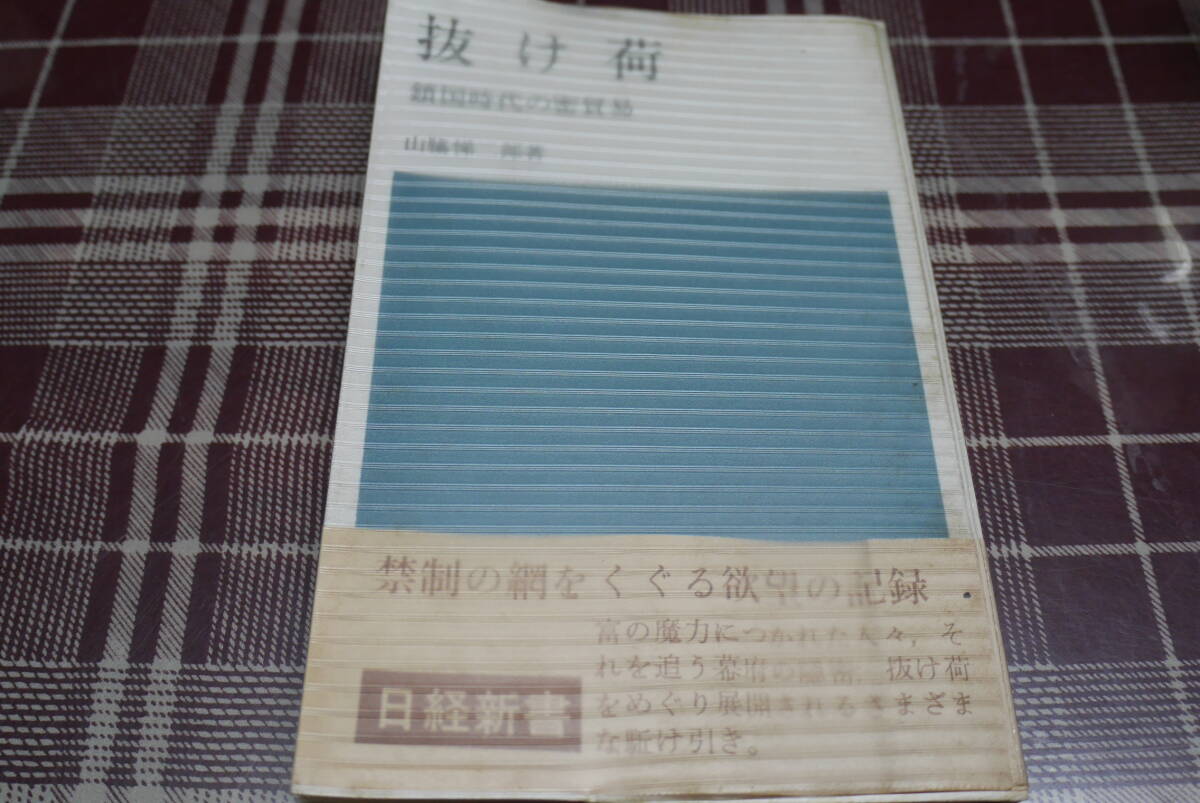 抜け荷
鎖国時代の密貿易
山脇悌二郎著
禁制の網をくぐる欲望の記録
富の魔力につかれた人々，そ
れを追う幕府の隠密，抜け荷
をめぐり展開されるさまざま
な駈け引き。
日経新書